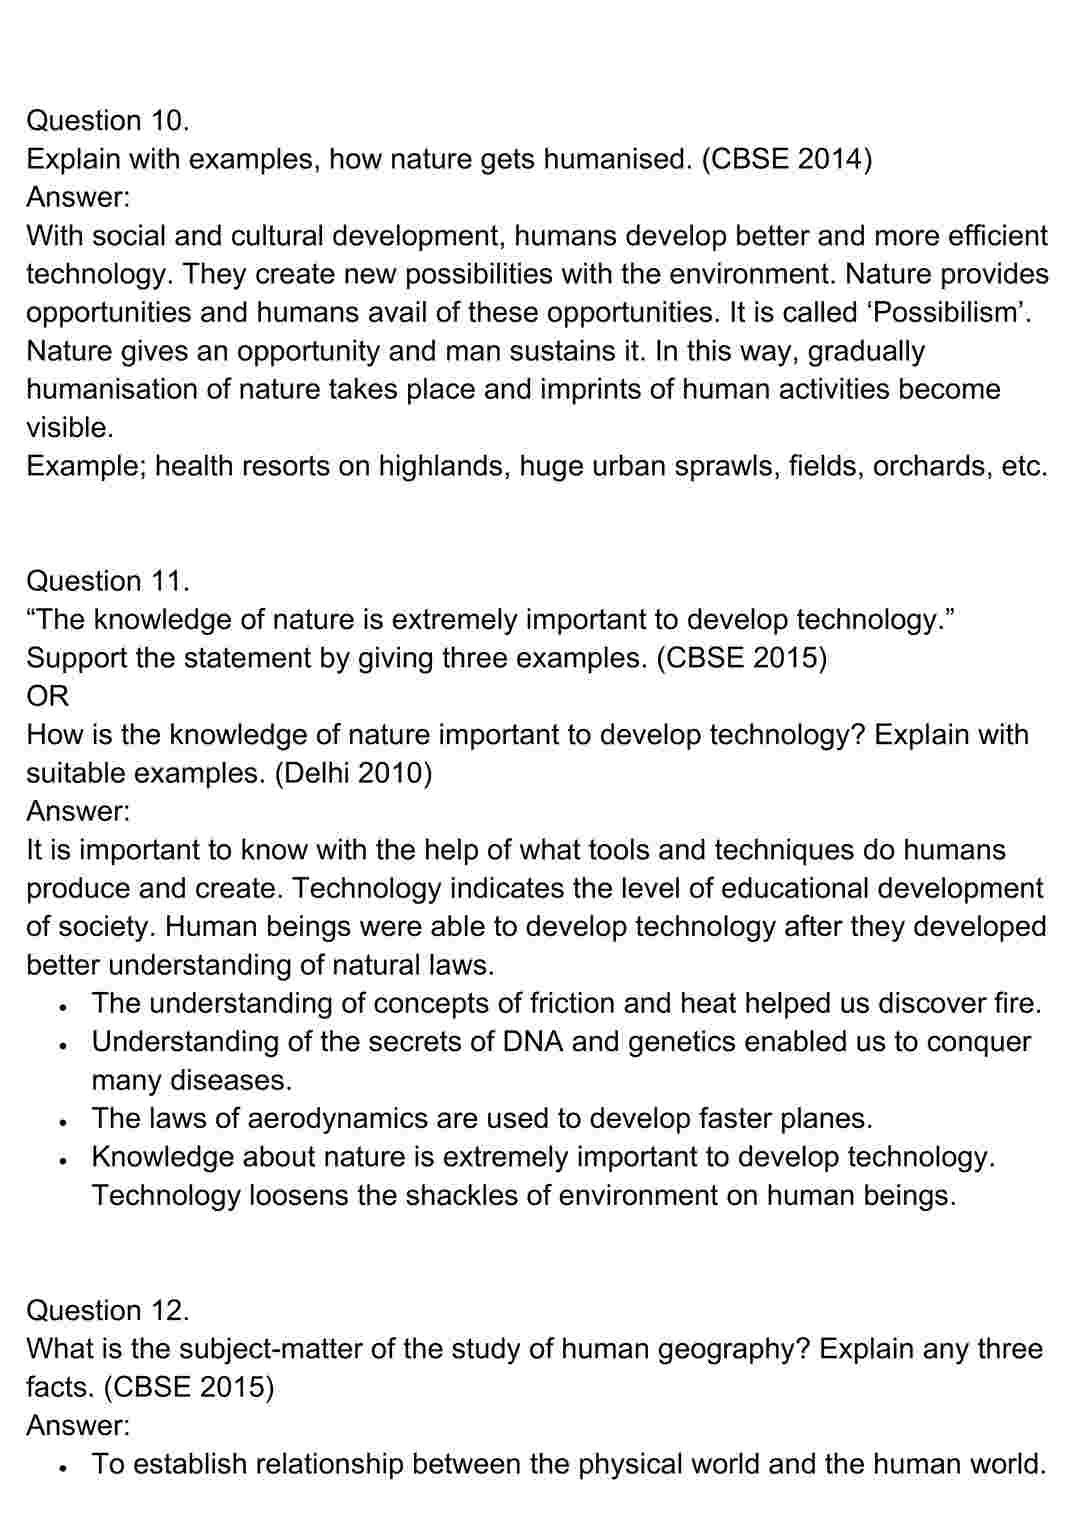 Question 10.
Explain with examples, how nature gets humanised. (CBSE 2014)
Answer:
With social and cultural development, humans develop better and more efficient
technology. They create new possibilities with the environment. Nature provides
opportunities and humans avail of these opportunities. It is called ‘Possibilism’.
Nature gives an opportunity and man sustains it. In this way, gradually
humanisation of nature takes place and imprints of human activities become
visible.
Example; health resorts on highlands, huge urban sprawls, fields, orchards, etc.
Question 11.
“The knowledge of nature is extremely important to develop technology.”
Support the statement by giving three examples. (CBSE 2015)
OR
How is the knowledge of nature important to develop technology? Explain with
suitable examples. (Delhi 2010)
Answer:
It is important to know with the help of what tools and techniques do humans
produce and create. Technology indicates the level of educational development
of society. Human beings were able to develop technology after they developed
better understanding of natural laws.
• The understanding of concepts of friction and heat helped us discover fire.
• Understanding of the secrets of DNA and genetics enabled us to conquer
many diseases.
• The laws of aerodynamics are used to develop faster planes.
• Knowledge about nature is extremely important to develop technology.
Technology loosens the shackles of environment on human beings.
Question 12.
What is the subject-matter of the study of human geography? Explain any three
facts. (CBSE 2015)
Answer:
• To establish relationship between the physical world and the human world.